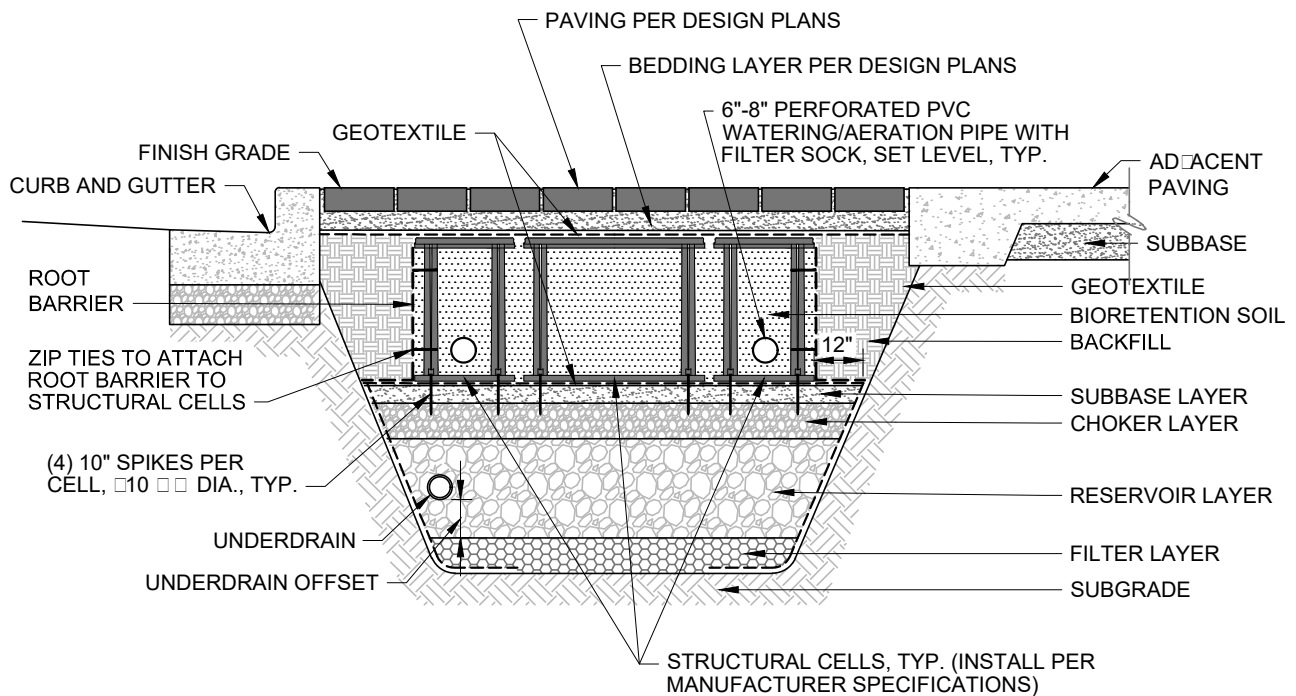 PAVING PER DESIGN PLANS
BEDDING LAYER PER DESIGN PLANS
6"-8" PERFORATED PVC
WATERING/AERATION PIPE WITH
FILTER SOCK, SET LEVEL, TYP.
GEOTEXTILE
FINISH GRADE
CURB AND GUTTER
AD□ACENT
PAVING
SUBBASE
ROOT
BARRIER
GEOTEXTILE
BIORETENTION SOIL
BACKFILL
12"
ZIP TIES TO ATTACH
ROOT BARRIER TO
STRUCTURAL CELLS
SUBBASE LAYER
CHOKER LAYER
(4) 10" SPIKES PER
CELL, □10 □□ DIA., TYP.
RESERVOIR LAYER
UNDERDRAIN
FILTER LAYER
UNDERDRAIN OFFSET
SUBGRADE
STRUCTURAL CELLS, TYP. (INSTALL PER
MANUFACTURER SPECIFICATIONS)